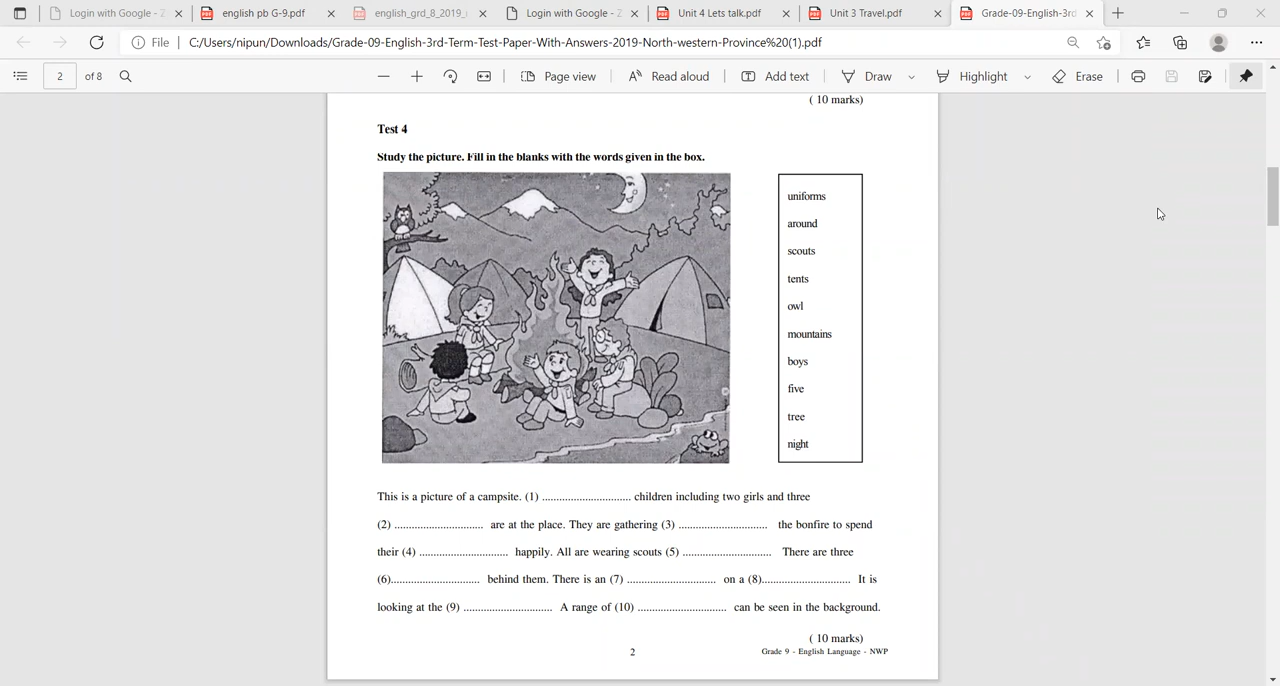 Login with Google - Z
english pb G-9.pdf
english_grd_8_2019_
Login with Google - Z
Unit 4 Lets talk.pdf
Unit 3 Travel.pdf
Grade-09-English-3rd
File
C:/Users/nipun/Downloads/Grade-09-English-3rd-Term-Test-Paper-With-Answers-2019-North-western-Province%20(1).pdf
2 of 8
Page view
Read aloud
Add text
Draw
Highlight
Erase
( 10 marks)
Test 4
Study the picture. Fill in the blanks with the words given in the box.
uniforms
around
scouts
tents
owl
mountains
boys
five
tree
night
This is a picture of a campsite. (1) ............................... children including two girls and three
(2) ............................... are at the place. They are gathering (3) ............................... the bonfire to spend
their (4) ............................... happily. All are wearing scouts (5) ............................... There are three
(6)............................... behind them. There is an (7) ............................... on a (8)............................... It is
looking at the (9) ............................... A range of (10) ............................... can be seen in the background.
( 10 marks)
2
Grade 9 - English Language - NWP